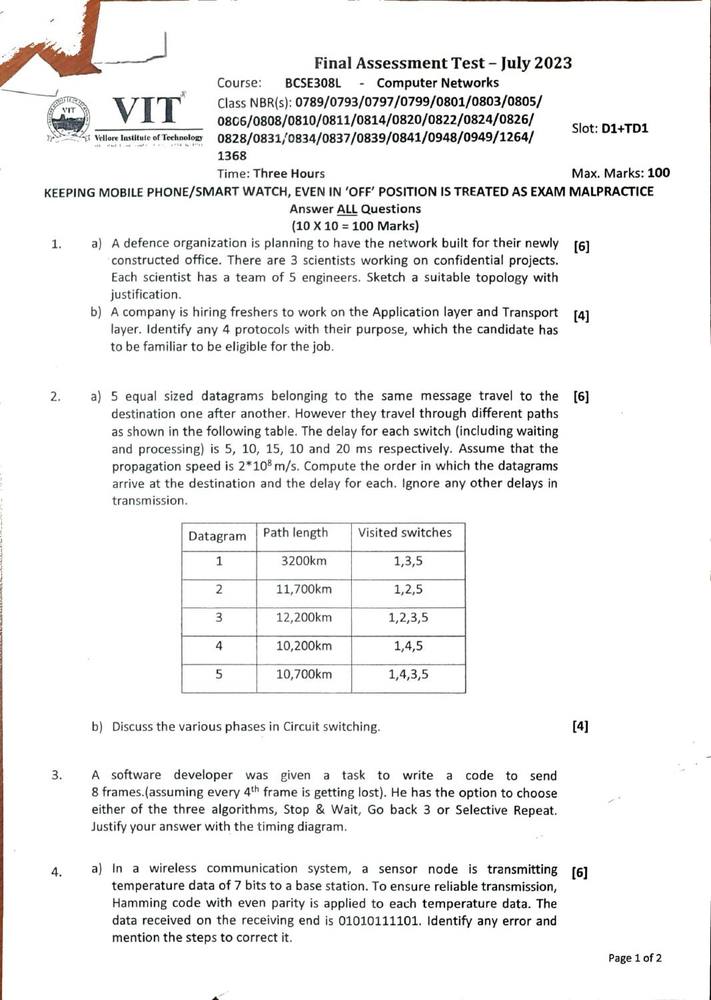 Final Assessment Test – July 2023
Course: BCSE308L - Computer Networks
Class NBR(s): 0789/0793/0797/0799/0801/0803/0805/
0806/0808/0810/0811/0814/0820/0822/0824/0826/
0828/0831/0834/0837/0839/0841/0948/0949/1264/
1368
Slot: D1+TD1
VIT
VIT
Vellore Institute of Technology
Time: Three Hours Max. Marks: 100
KEEPING MOBILE PHONE/SMART WATCH, EVEN IN 'OFF' POSITION IS TREATED AS EXAM MALPRACTICE
Answer ALL Questions
(10 X 10 = 100 Marks)
1. a) A defence organization is planning to have the network built for their newly [6]
constructed office. There are 3 scientists working on confidential projects.
Each scientist has a team of 5 engineers. Sketch a suitable topology with
justification.
b) A company is hiring freshers to work on the Application layer and Transport [4]
layer. Identify any 4 protocols with their purpose, which the candidate has
to be familiar to be eligible for the job.
2. a) 5 equal sized datagrams belonging to the same message travel to the [6]
destination one after another. However they travel through different paths
as shown in the following table. The delay for each switch (including waiting
and processing) is 5, 10, 15, 10 and 20 ms respectively. Assume that the
propagation speed is 2*10⁸ m/s. Compute the order in which the datagrams
arrive at the destination and the delay for each. Ignore any other delays in
transmission.
Datagram Path length Visited switches
1 3200km 1,3,5
2 11,700km 1,2,5
3 12,200km 1,2,3,5
4 10,200km 1,4,5
5 10,700km 1,4,3,5
b) Discuss the various phases in Circuit switching. [4]
3. A software developer was given a task to write a code to send
8 frames.(assuming every 4th frame is getting lost). He has the option to choose
either of the three algorithms, Stop & Wait, Go back 3 or Selective Repeat.
Justify your answer with the timing diagram.
4. a) In a wireless communication system, a sensor node is transmitting [6]
temperature data of 7 bits to a base station. To ensure reliable transmission,
Hamming code with even parity is applied to each temperature data. The
data received on the receiving end is 01010111101. Identify any error and
mention the steps to correct it.
Page 1 of 2